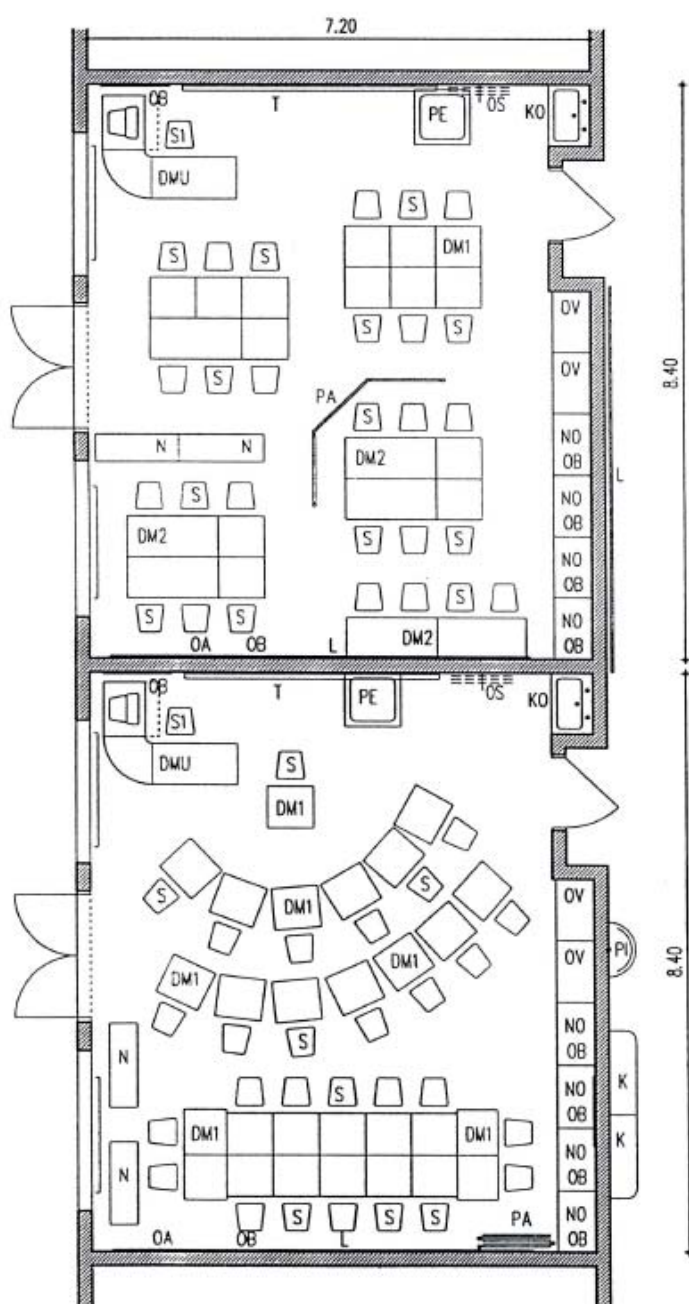 7.20
OB T OS KO
PE
S1
DMU
S
DM1
S S
OV
S S
8.40
OV
S
PA
S
N N NO
OB
L
S DM2 NO
OB
DM2 S S
NO
OB
S
S S NO
OB
DM2
OA OB L
OB T PE OS KO
S1
DMU S
DM1
S
S
DM1 OV
DM1 DM1 OV PI
8.40
S
NO
OB
N K
S NO
OB
DM1 DM1 K
NO
OB
N
S S S NO
OB
PA
OA OB L